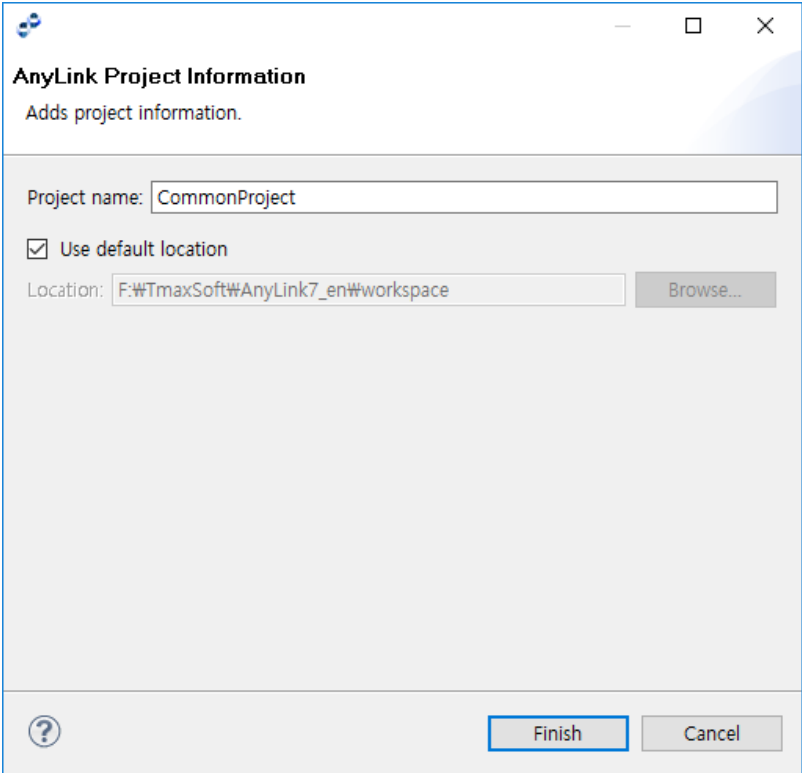 AnyLink Project Information
Adds project information.
Project name: CommonProject
Use default location
Location: F:₩TmaxSoft₩AnyLink7_en₩workspace Browse...
? Finish Cancel